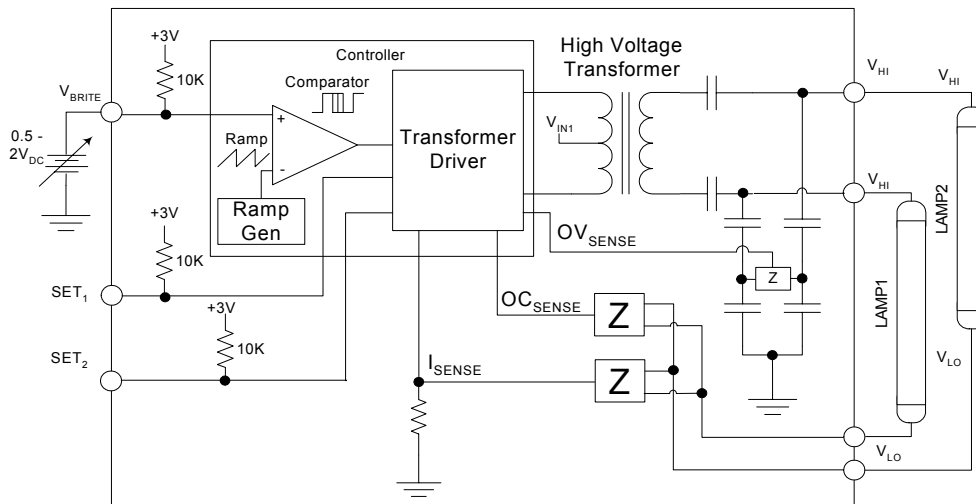 +3V
10K
V_BRITE
0.5 -
2V_DC
Controller
Comparator
+
-
Ramp
Ramp
Gen
Transformer
Driver
High Voltage
Transformer
V_IN1
V_HI
V_HI
V_HI
LAMP2
LAMP1
OV_SENSE
Z
+3V
10K
SET_1
+3V
10K
SET_2
OC_SENSE
Z
I_SENSE
Z
V_LO
V_LO